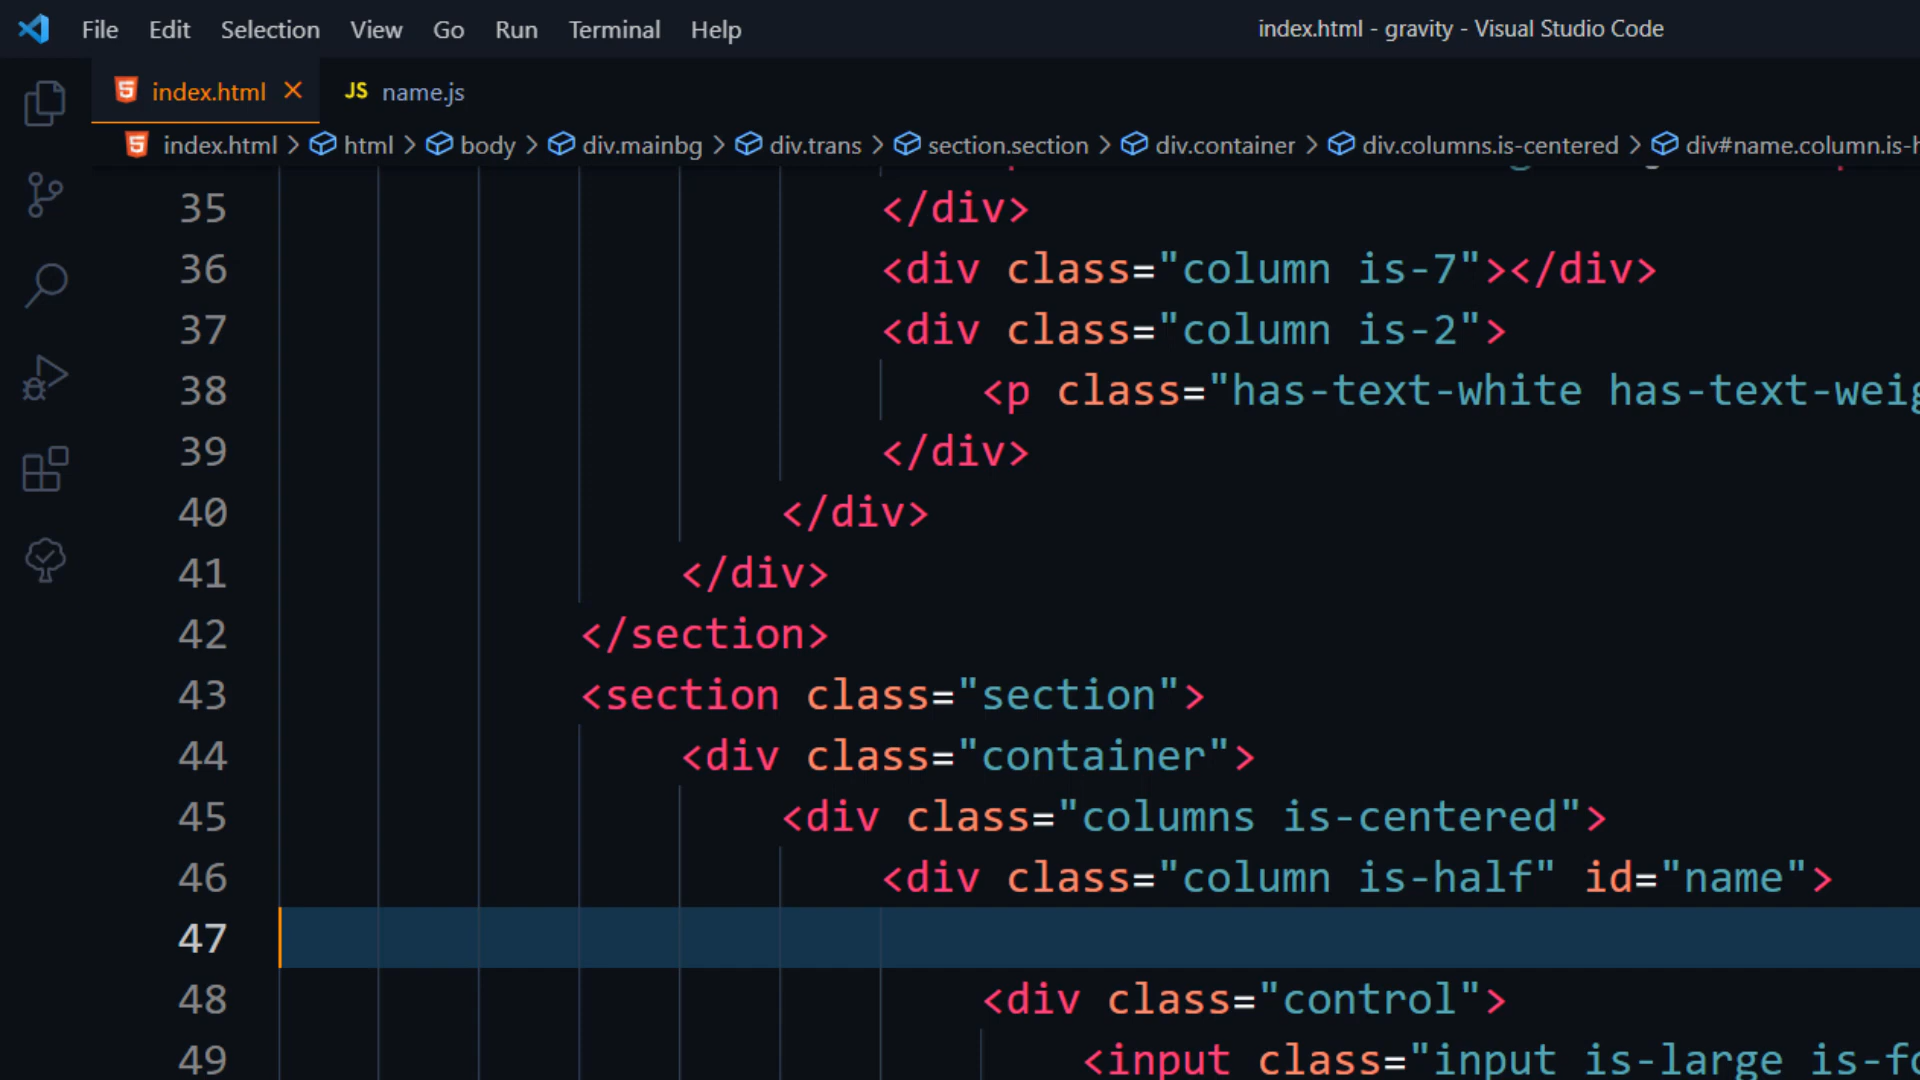 File Edit Selection View Go Run Terminal Help index.html - gravity - Visual Studio Code
index.html × JS name.js
index.html > html > body > div.mainbg > div.trans > section.section > div.container > div.columns.is-centered > div#name.column.is-h
35 </div>
36 <div class="column is-7"></div>
37 <div class="column is-2">
38 <p class="has-text-white has-text-weig
39 </div>
40 </div>
41 </div>
42 </section>
43 <section class="section">
44 <div class="container">
45 <div class="columns is-centered">
46 <div class="column is-half" id="name">
47
48 <div class="control">
49 <input class="input is-large is-fo